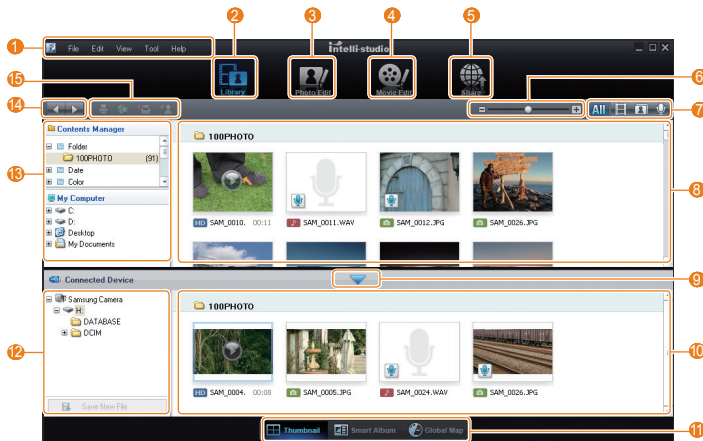 2 3 4 5
1 File Edit View Tool Help Intelli-studio
Library Photo Edit Movie Edit Share
15
6
14 All 7
Contents Manager
Folder
100PHOTO (91)
Date
Color
13
My Computer
C:
D:
Desktop
My Documents
100PHOTO
HD SAM_0010. 00:11 SAM_0011.WAV SAM_0012.JPG SAM_0026.JPG
8
Connected Device 9
Samsung Camera
H:
DATABASE
DCIM
12
Save New File
100PHOTO
HD SAM_0004. 00:08 SAM_0005.JPG SAM_0024.WAV SAM_0026.JPG
10
Thumbnail Smart Album Global Map 11